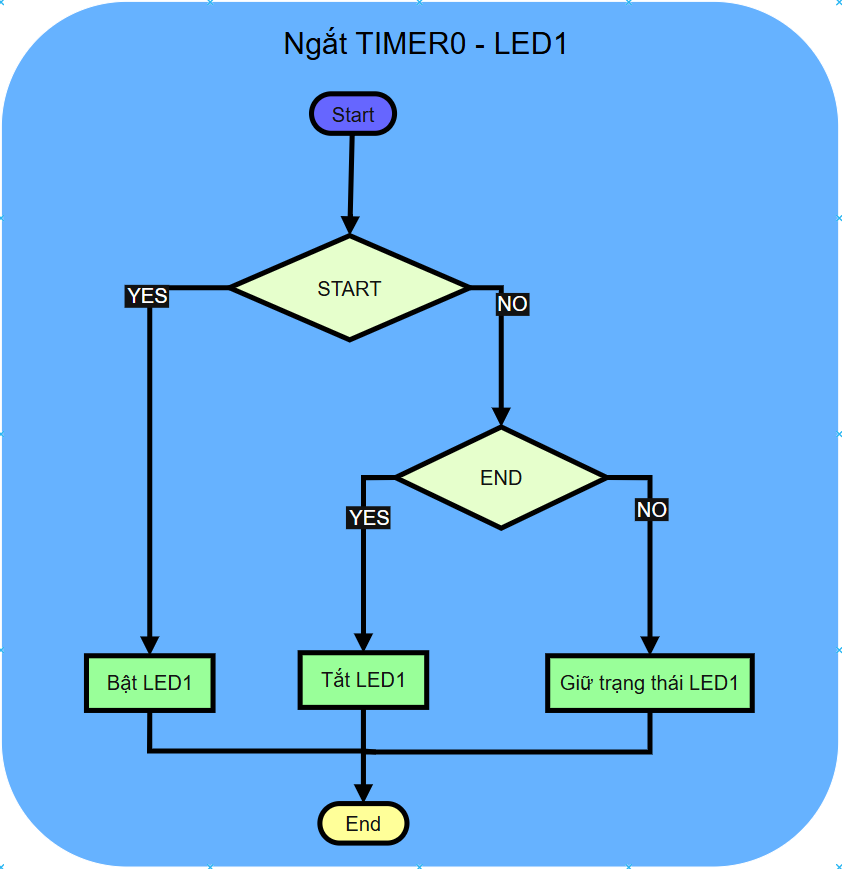 Ngắt TIMER0 - LED1
Start
START
YES
NO
END
YES
NO
Bật LED1
Tắt LED1
Giữ trạng thái LED1
End